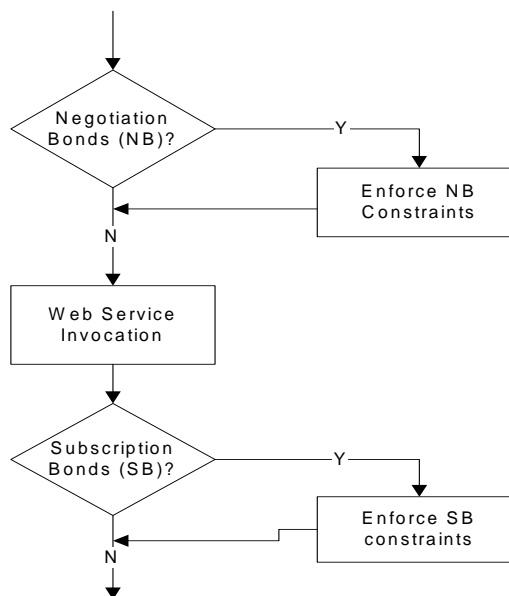 Negotiation
Bonds (NB)?
Y
Enforce NB
Constraints
N
Web Service
Invocation
Subscription
Bonds (SB)?
Y
Enforce SB
constraints
N